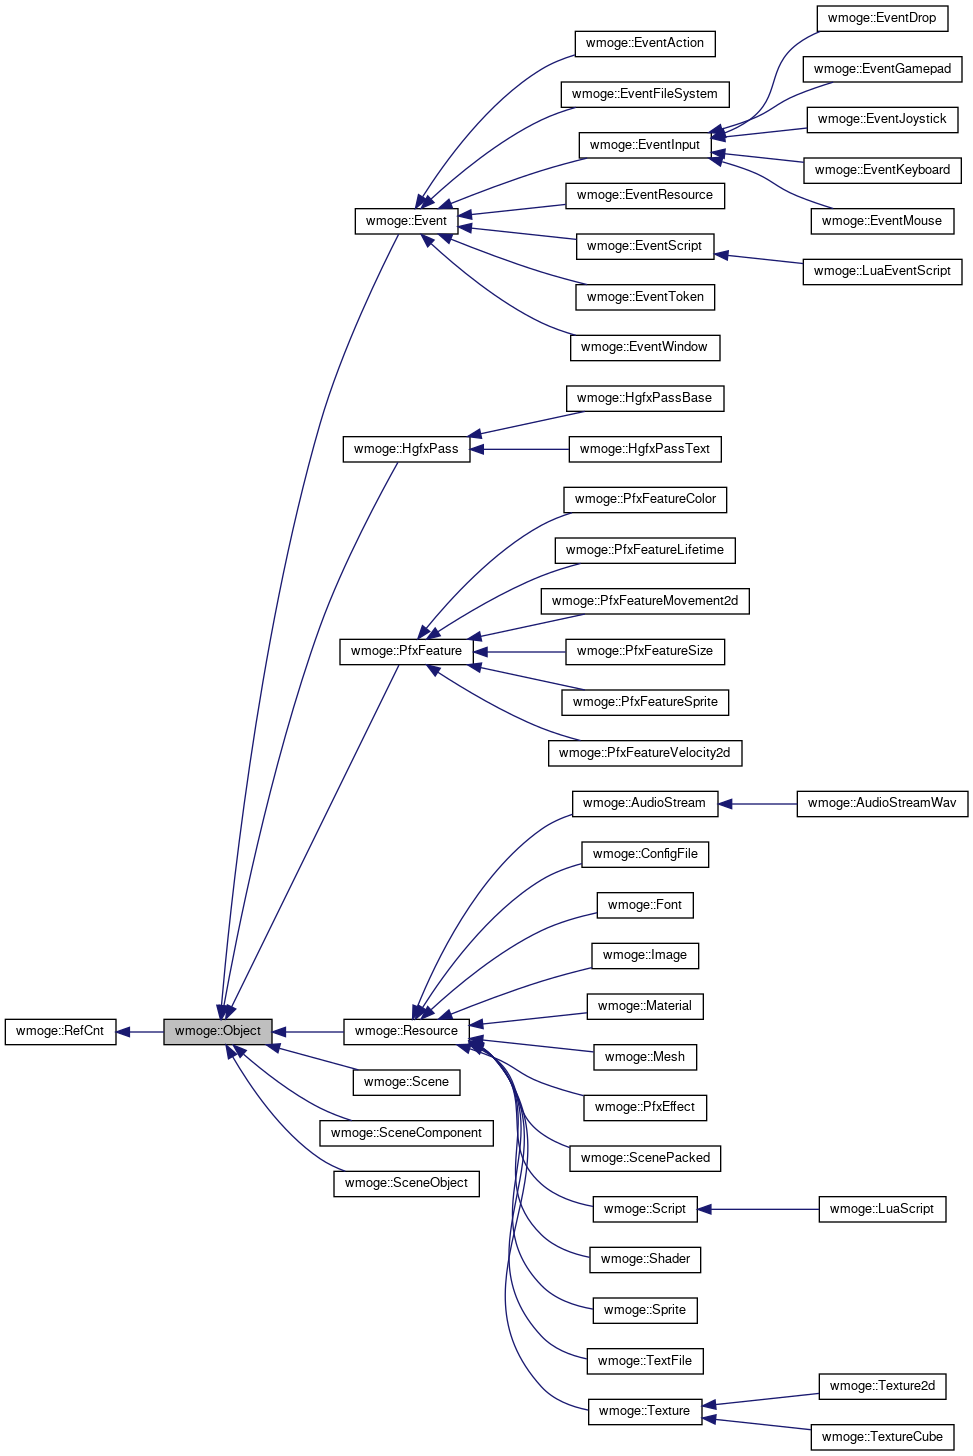 wmoge::EventDrop
wmoge::EventAction
wmoge::EventGamepad
wmoge::EventFileSystem
wmoge::EventJoystick
wmoge::EventInput
wmoge::EventKeyboard
wmoge::EventResource
wmoge::Event
wmoge::EventMouse
wmoge::EventScript
wmoge::LuaEventScript
wmoge::EventToken
wmoge::EventWindow
wmoge::HgfxPassBase
wmoge::HgfxPass
wmoge::HgfxPassText
wmoge::PfxFeatureColor
wmoge::PfxFeatureLifetime
wmoge::PfxFeatureMovement2d
wmoge::PfxFeature
wmoge::PfxFeatureSize
wmoge::PfxFeatureSprite
wmoge::PfxFeatureVelocity2d
wmoge::AudioStream
wmoge::AudioStreamWav
wmoge::ConfigFile
wmoge::Font
wmoge::Image
wmoge::Material
wmoge::RefCnt
wmoge::Object
wmoge::Resource
wmoge::Mesh
wmoge::Scene
wmoge::PfxEffect
wmoge::SceneComponent
wmoge::ScenePacked
wmoge::SceneObject
wmoge::Script
wmoge::LuaScript
wmoge::Shader
wmoge::Sprite
wmoge::TextFile
wmoge::Texture2d
wmoge::Texture
wmoge::TextureCube